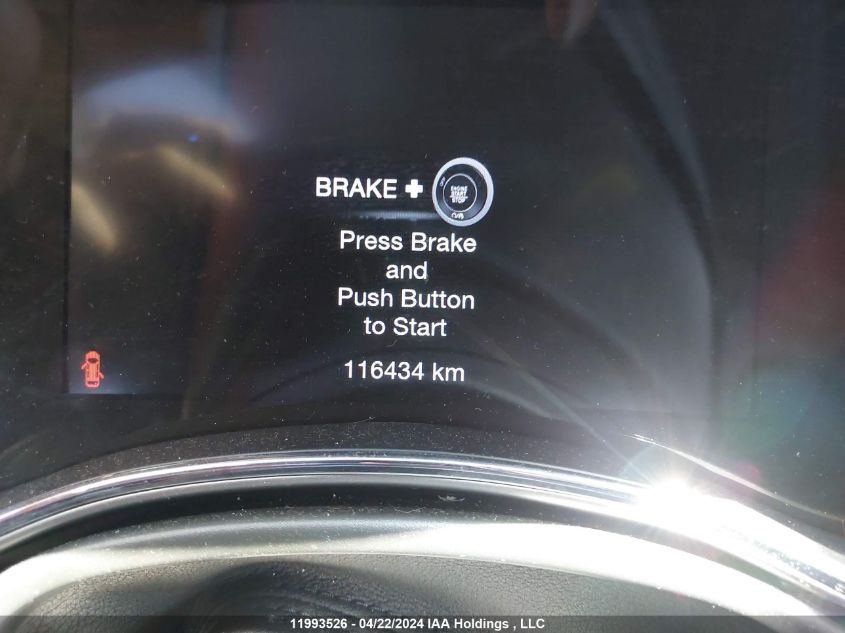 BRAKE +
ENGINE
START
STOP
Press Brake
and
Push Button
to Start
116434 km
11993526 - 04/22/2024 IAA Holdings , LLC